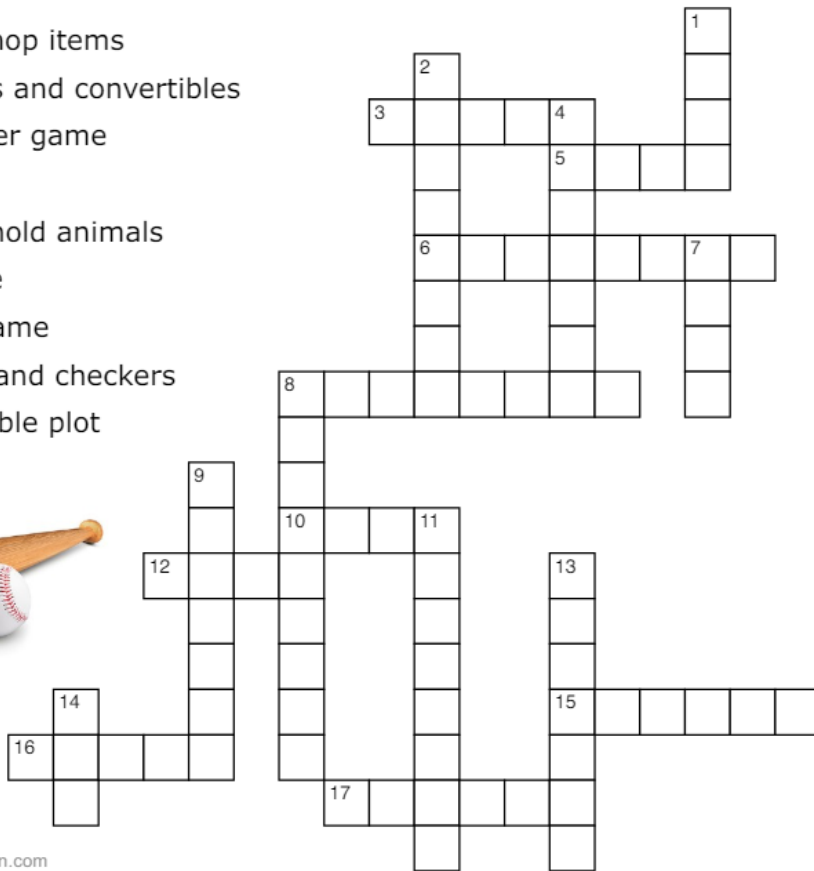 hop items
s and convertibles
er game
hold animals
e
ame
and checkers
ble plot
1
2
3
4
5
6
7
8
9
10
11
12
13
14
15
16
17
n.com